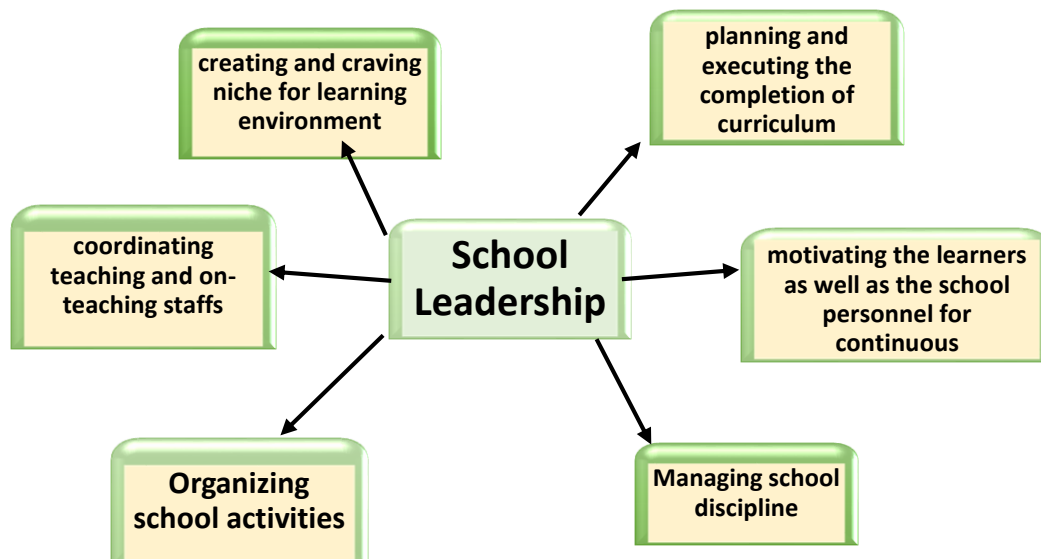 creating and craving
niche for learning
environment
planning and
executing the
completion of
curriculum
School
Leadership
coordinating
teaching and on-
teaching staffs
motivating the learners
as well as the school
personnel for
continuous
Organizing
school activities
Managing school
discipline